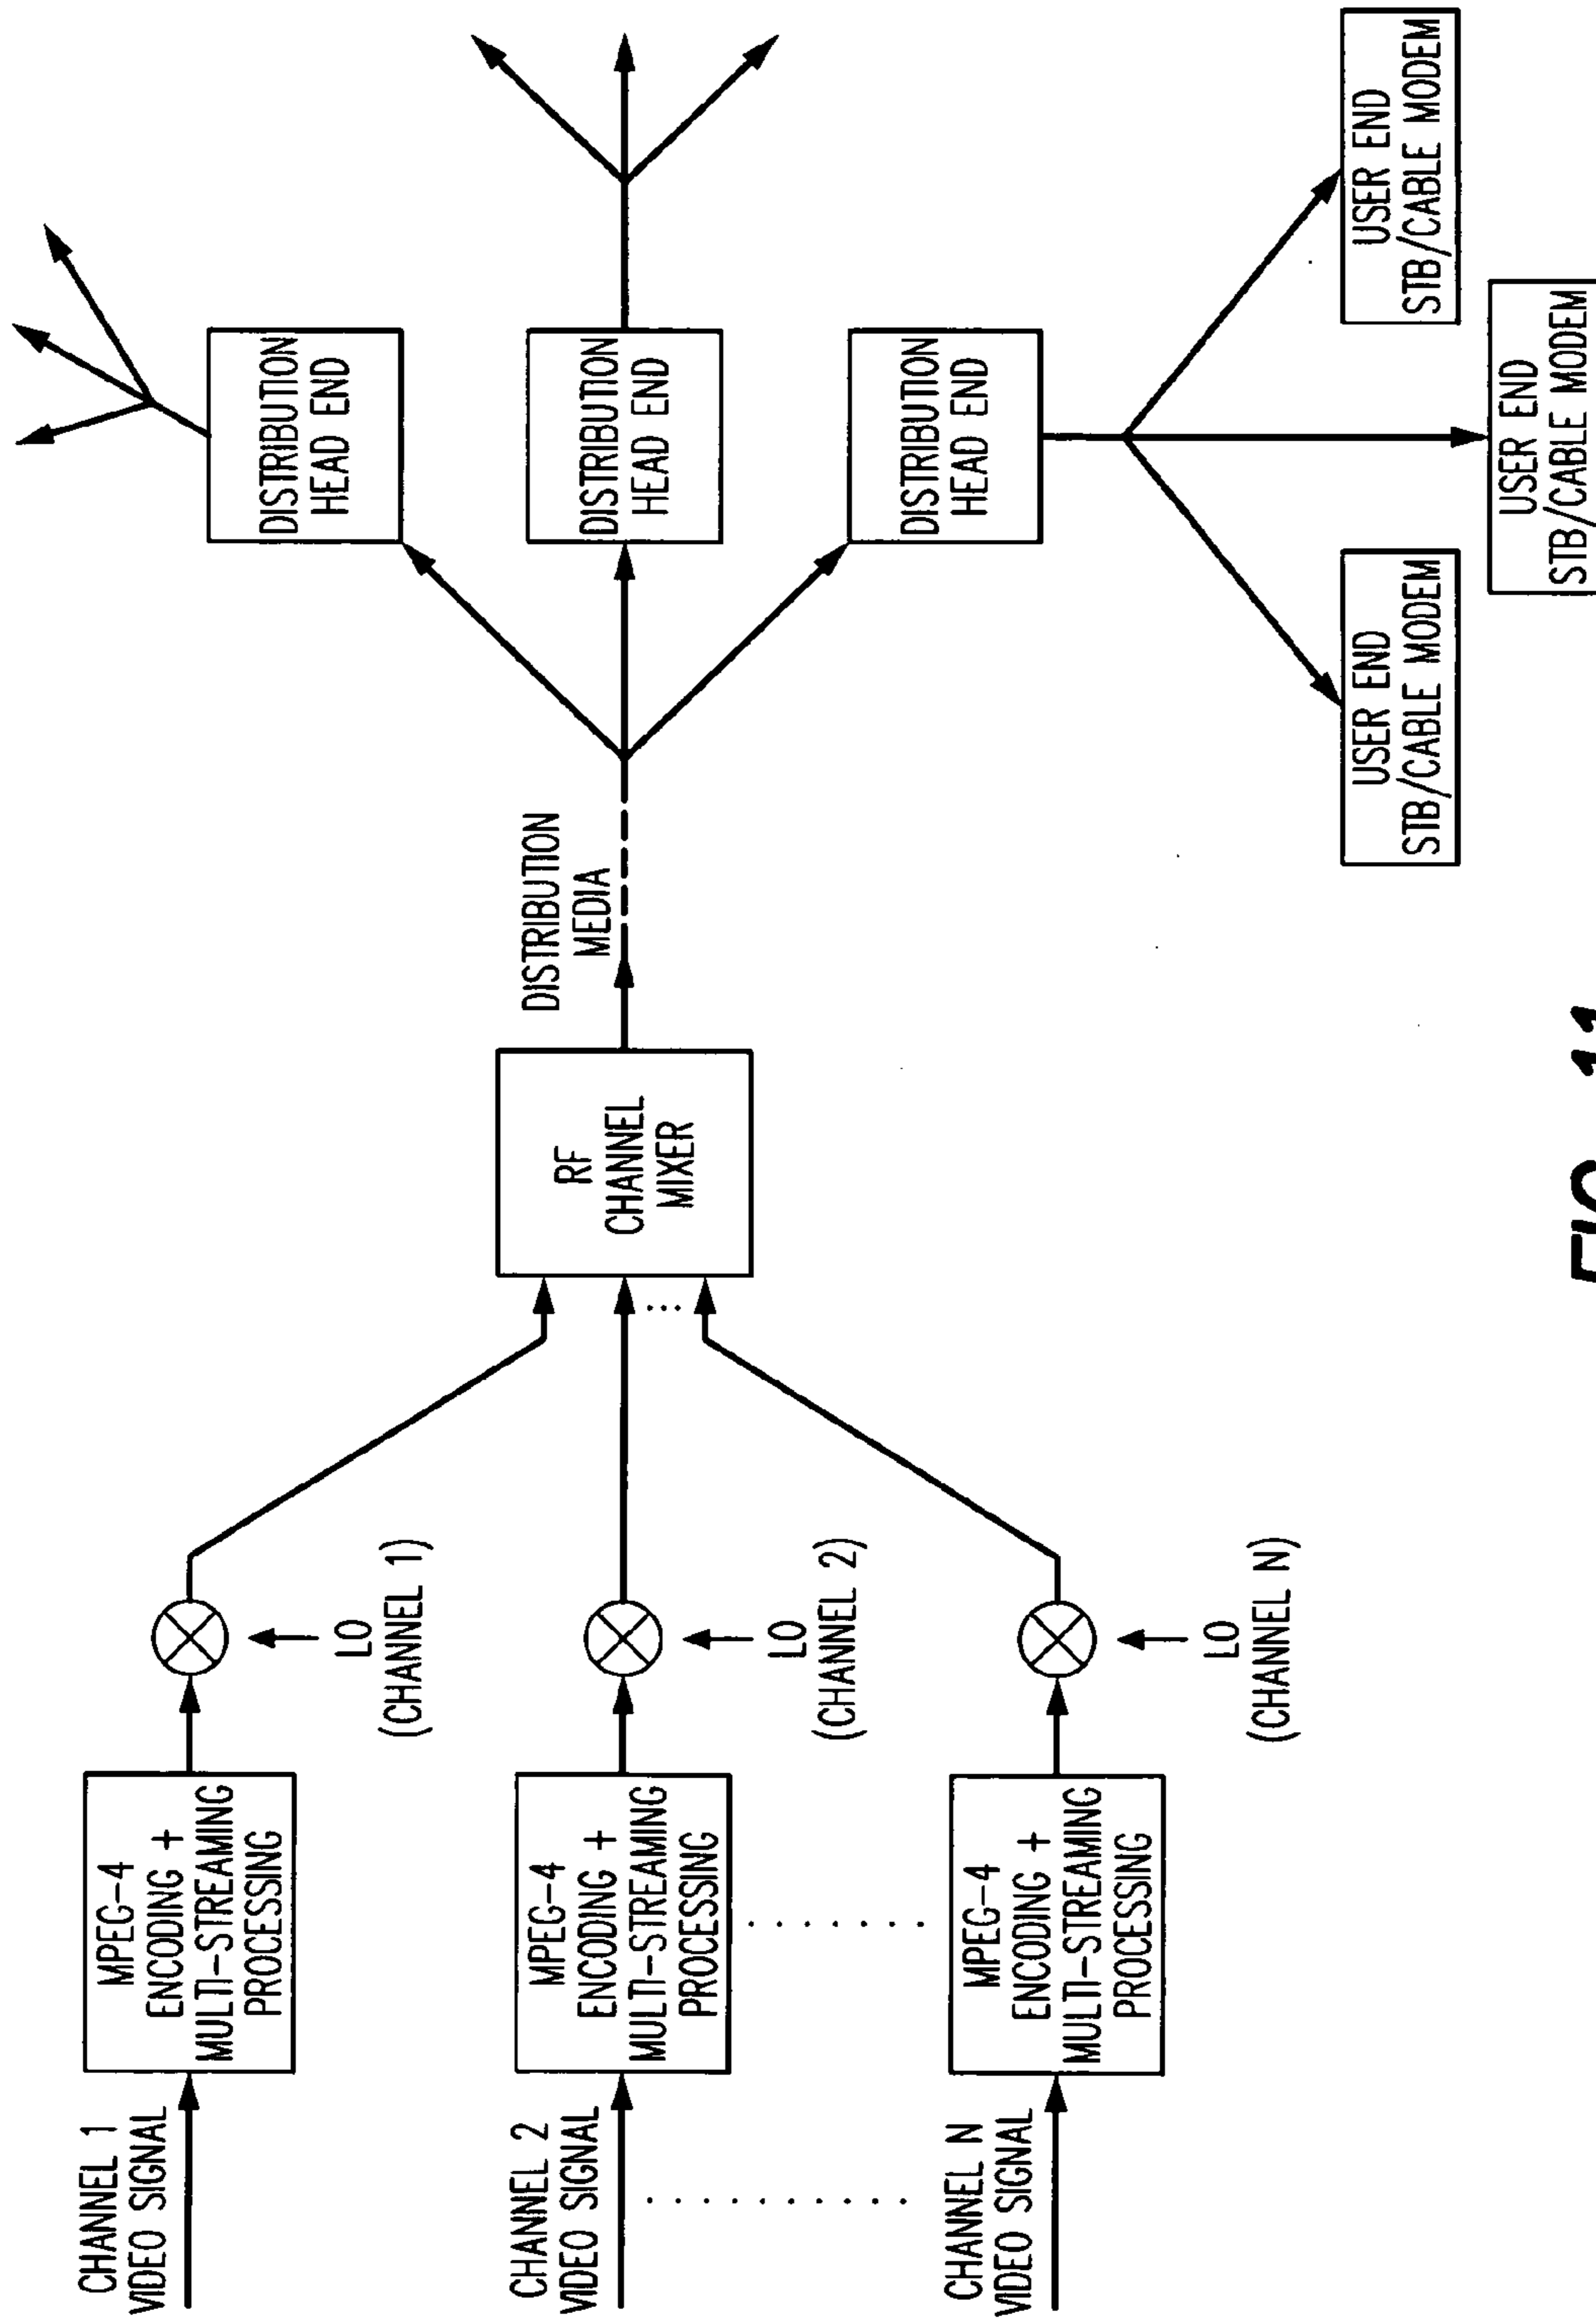 CHANNEL 1
VIDEO SIGNAL
MPEG-4
ENCODING +
MULTI-STREAMING
PROCESSING
LO
(CHANNEL 1)
CHANNEL 2
VIDEO SIGNAL
MPEG-4
ENCODING +
MULTI-STREAMING
PROCESSING
LO
(CHANNEL 2)
CHANNEL N
VIDEO SIGNAL
MPEG-4
ENCODING +
MULTI-STREAMING
PROCESSING
LO
(CHANNEL N)
RF
CHANNEL
MIXER
DISTRIBUTION
MEDIA
DISTRIBUTION
HEAD END
DISTRIBUTION
HEAD END
DISTRIBUTION
HEAD END
USER END
STB/CABLE MODEM
USER END
STB/CABLE MODEM
USER END
STB/CABLE MODEM
FIG. 11